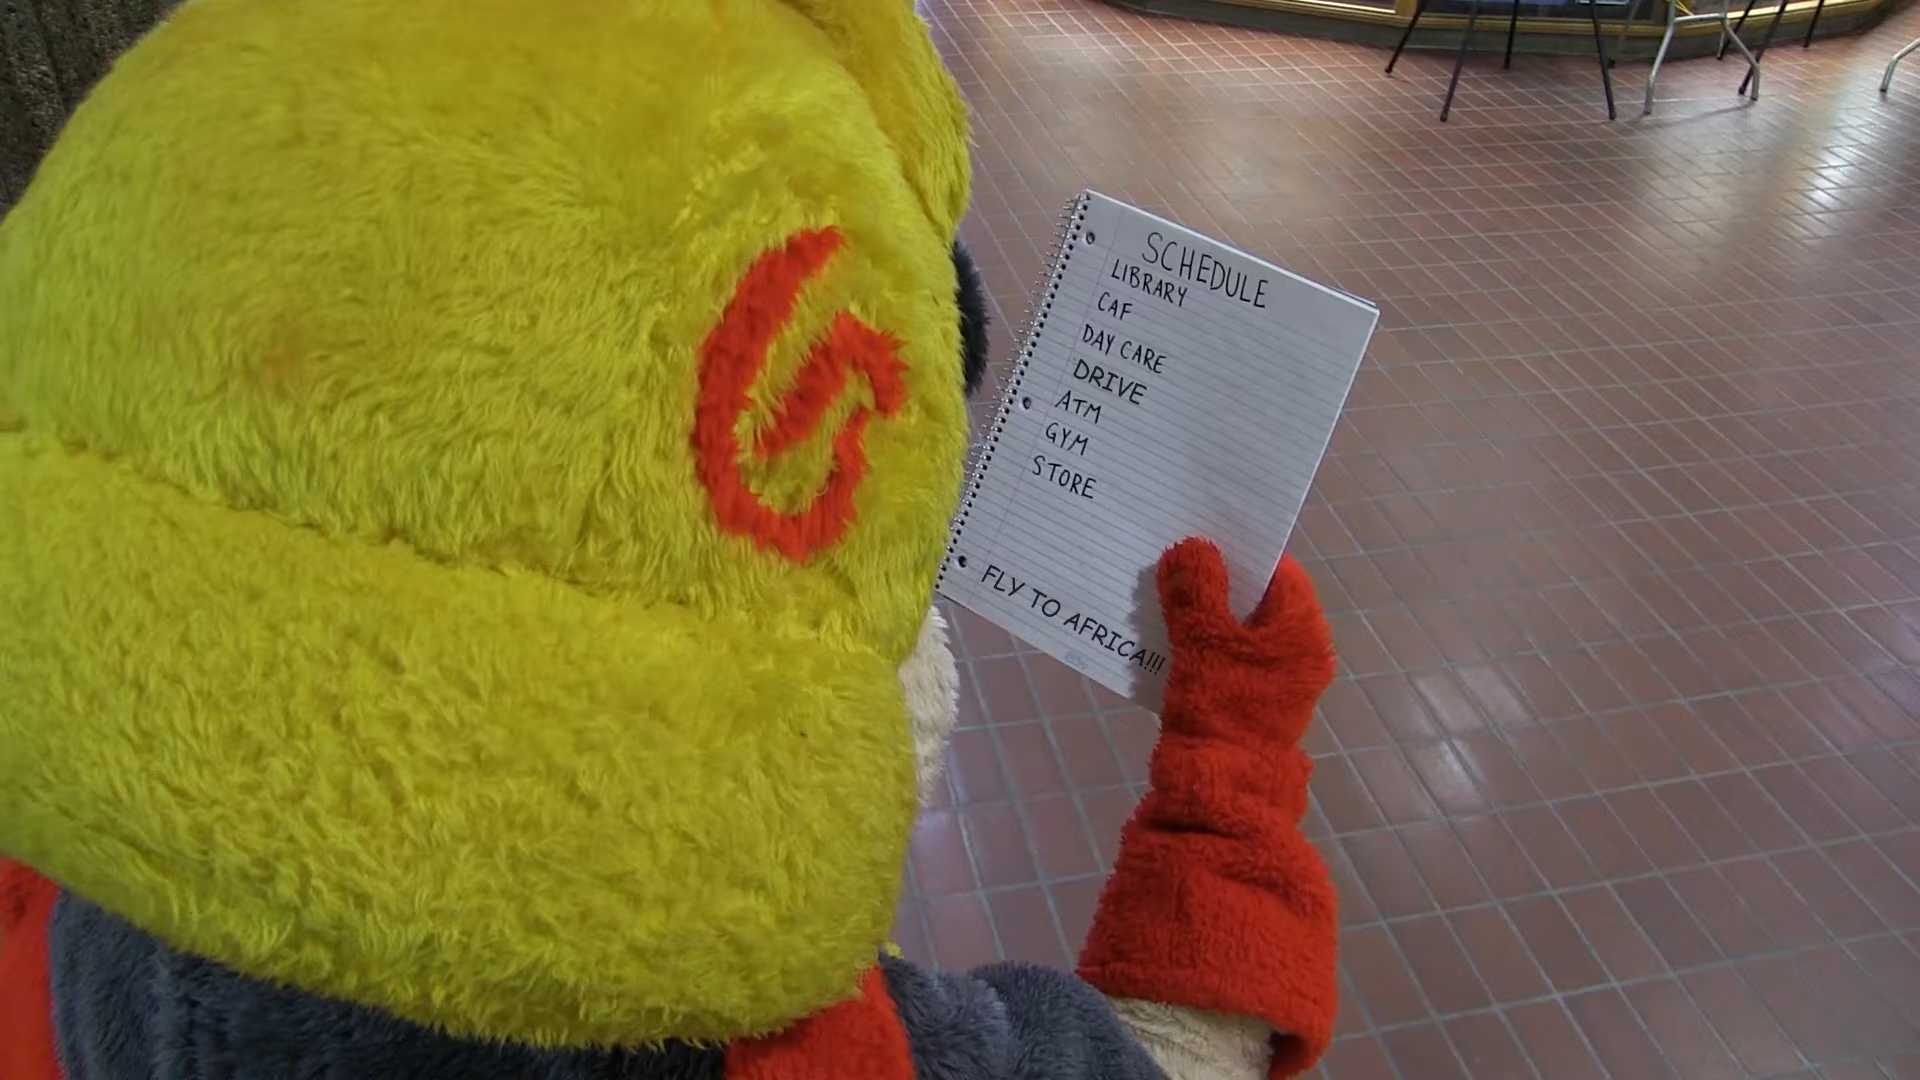 G
SCHEDULE
LIBRARY
CAF
DAY CARE
DRIVE
ATM
GYM
STORE
FLY TO AFRICA!!!